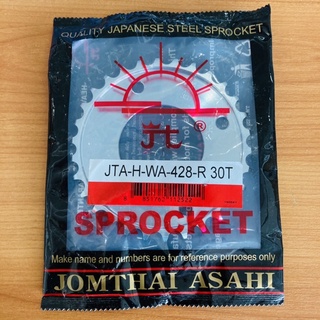 QUALITY JAPANESE STEEL SPROCKET
Jt
®
JTA-H-WA-428-R 30T
SPROCKET
Make name and numbers are for reference purposes only
JOMTHAI ASAHI